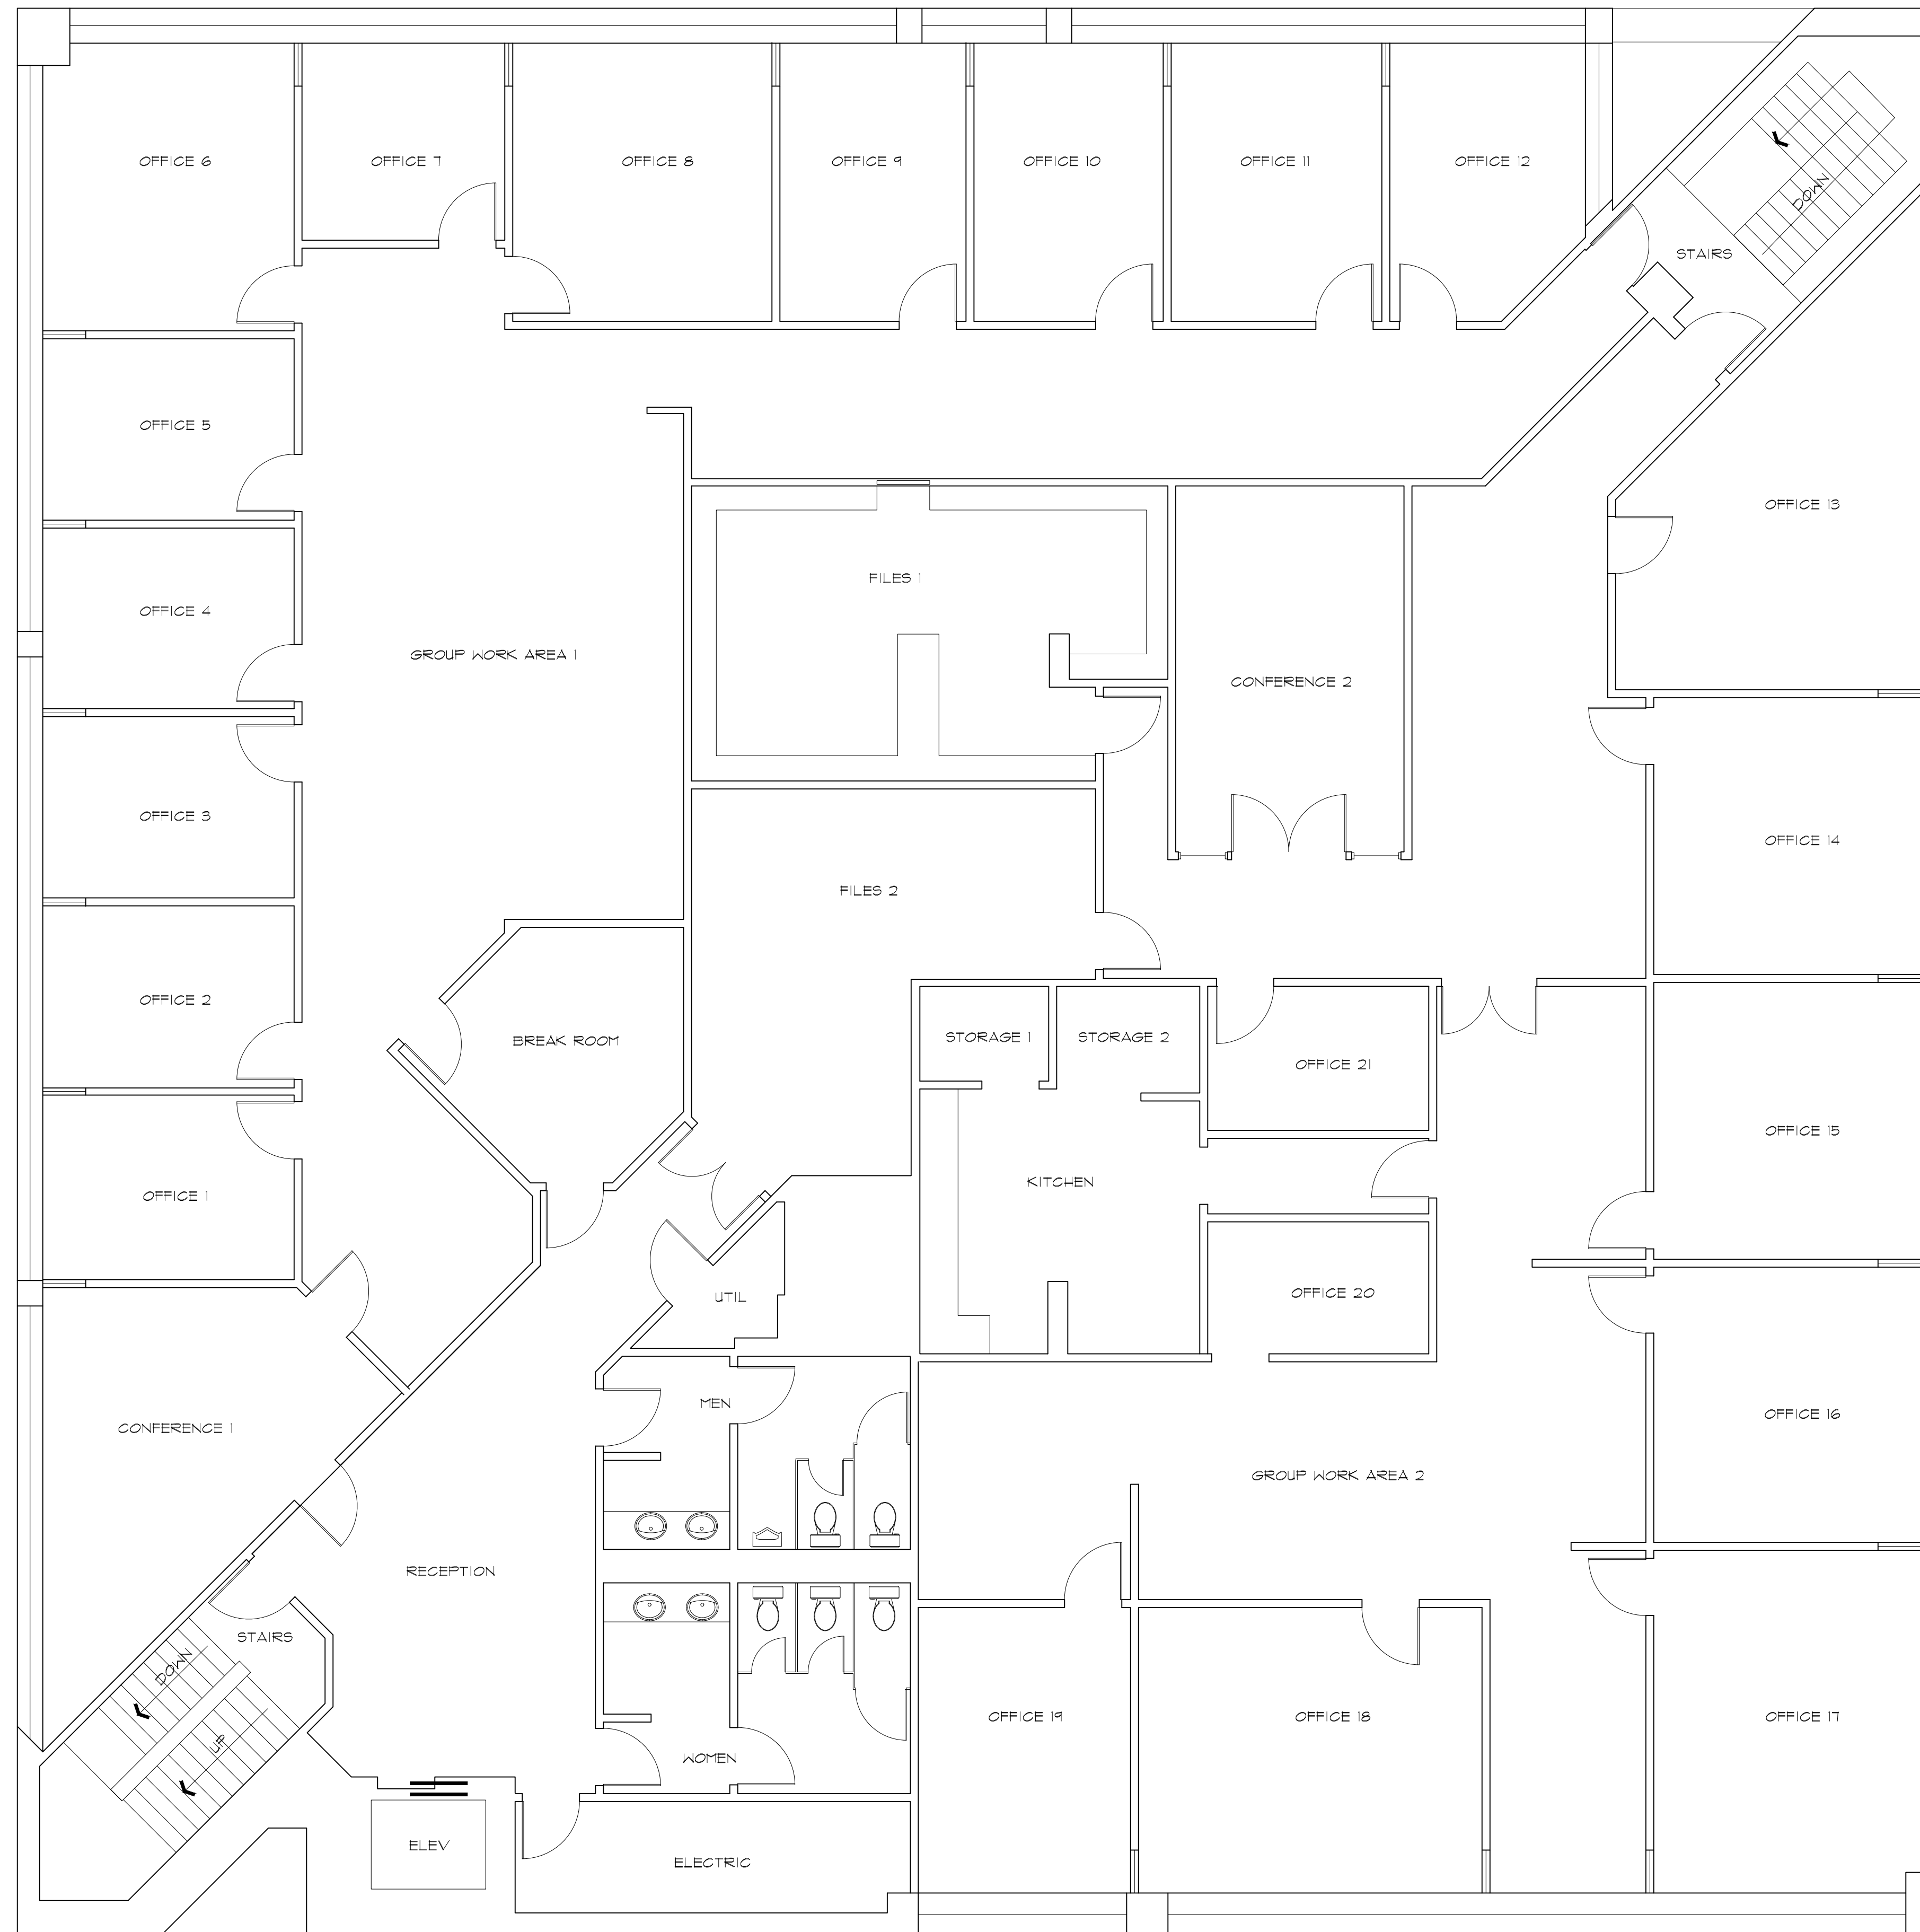 OFFICE 6
OFFICE 7
OFFICE 8
OFFICE 9
OFFICE 10
OFFICE 11
OFFICE 12
DOWN
STAIRS
OFFICE 5
OFFICE 13
FILES 1
OFFICE 4
GROUP WORK AREA 1
CONFERENCE 2
OFFICE 3
OFFICE 14
FILES 2
OFFICE 2
BREAK ROOM
STORAGE 1
STORAGE 2
OFFICE 21
OFFICE 15
OFFICE 1
KITCHEN
UTIL
OFFICE 20
MEN
OFFICE 16
CONFERENCE 1
GROUP WORK AREA 2
RECEPTION
STAIRS
DOWN
UP
OFFICE 19
OFFICE 18
OFFICE 17
WOMEN
ELEV
ELECTRIC